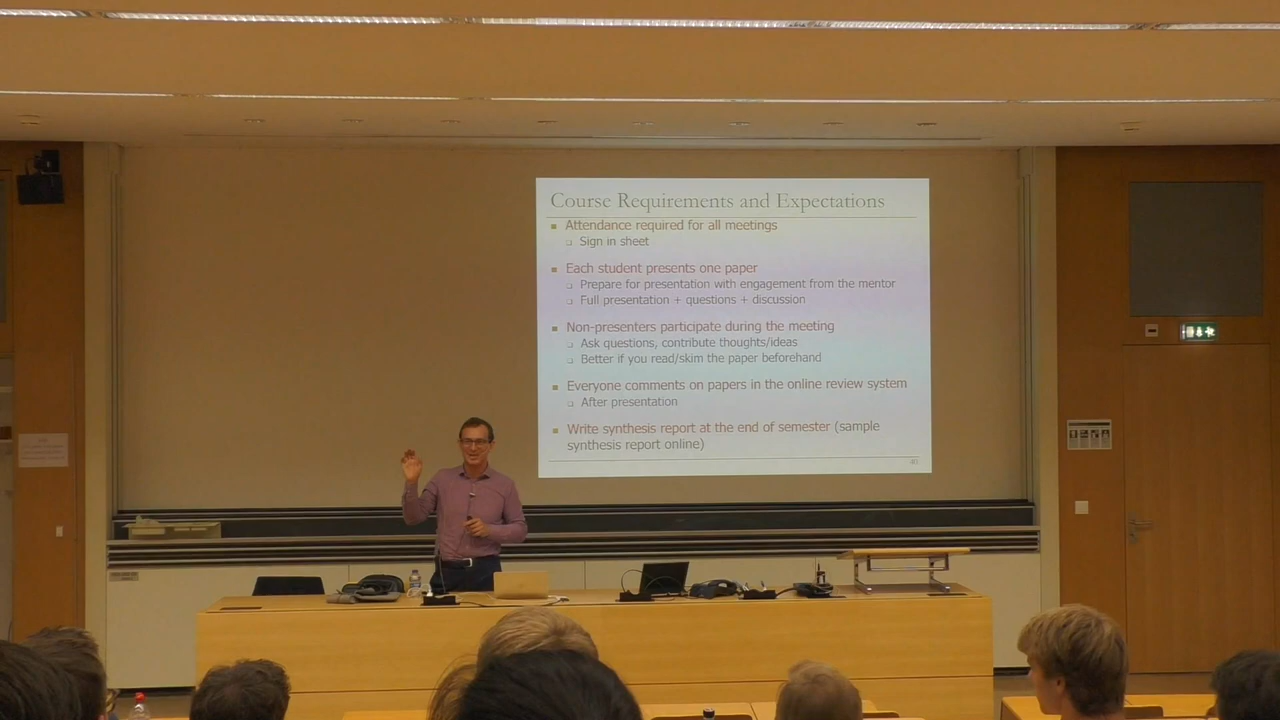 Course Requirements and Expectations
Attendance required for all meetings
Sign in sheet
Each student presents one paper
Prepare for presentation with engagement from the mentor
Full presentation + questions + discussion
Non-presenters participate during the meeting
Ask questions, contribute thoughts/ideas
Better if you read/skim the paper beforehand
Everyone comments on papers in the online review system
After presentation
Write synthesis report at the end of semester (sample
synthesis report online)